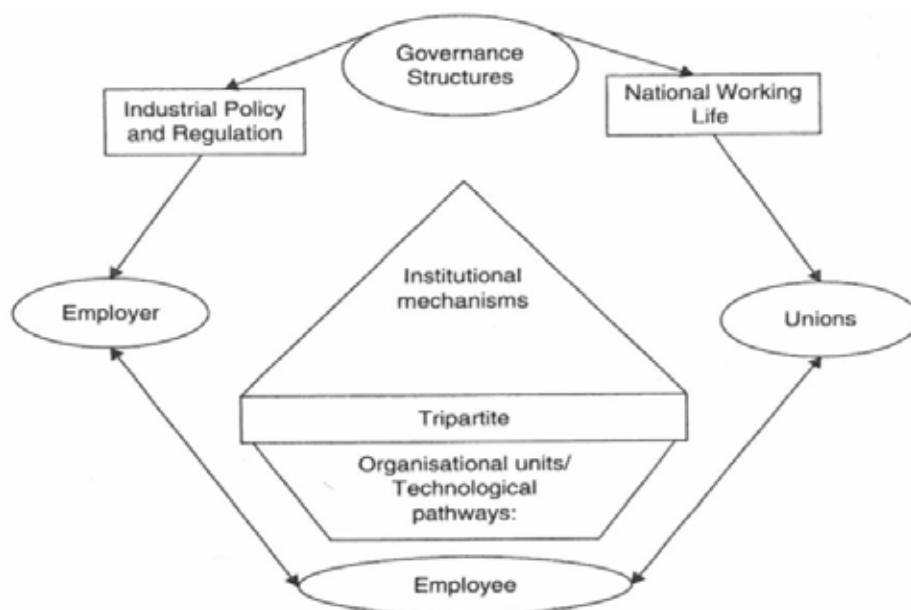 Governance
Structures
Industrial Policy
and Regulation
National Working
Life
Institutional
mechanisms
Employer
Unions
Tripartite
Organisational units/
Technological
pathways:
Employee